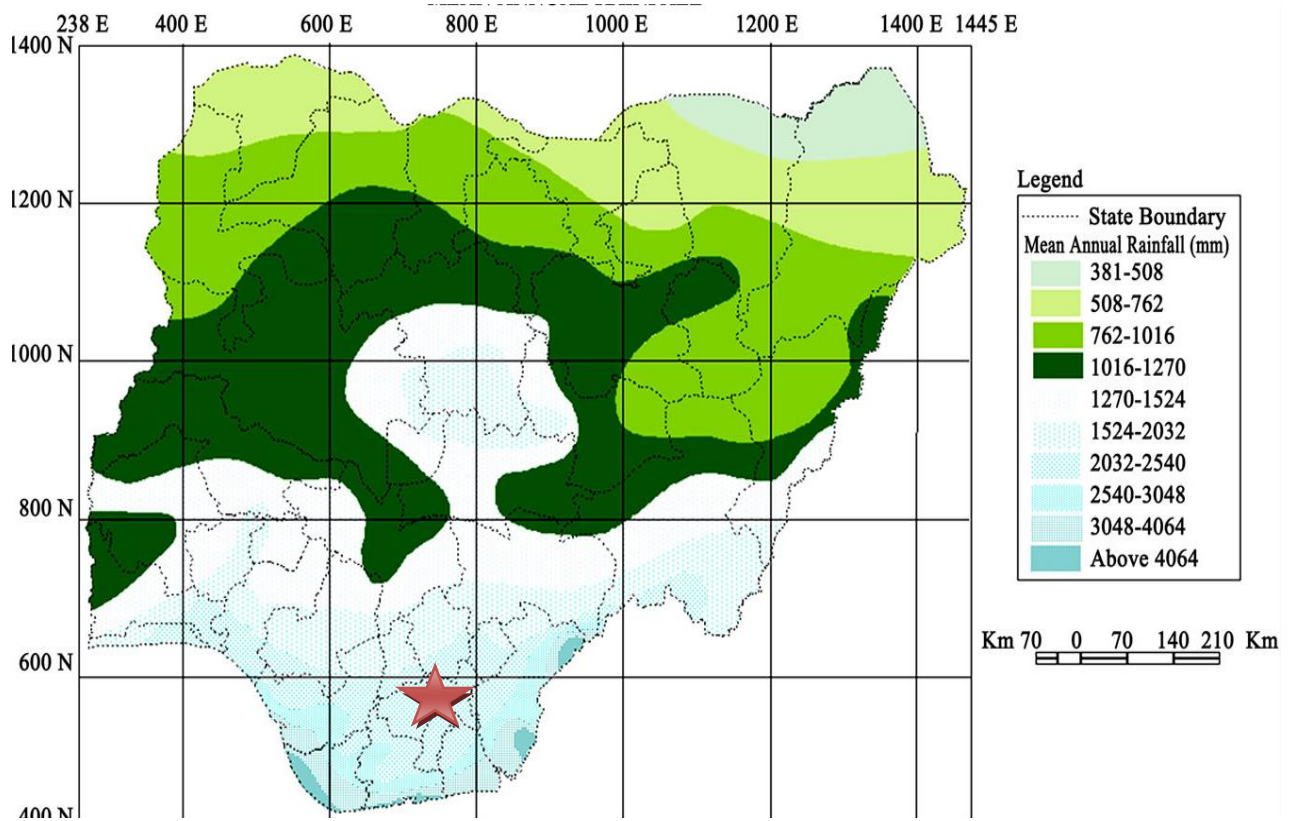 238 E 400 E 600 E 800 E 1000 E 1200 E 1400 E 1445 E
1400 N
1200 N
1000 N
800 N
600 N
400 N
Legend
State Boundary
Mean Annual Rainfall (mm)
381-508
508-762
762-1016
1016-1270
1270-1524
1524-2032
2032-2540
2540-3048
3048-4064
Above 4064
Km 70 0 70 140 210 Km